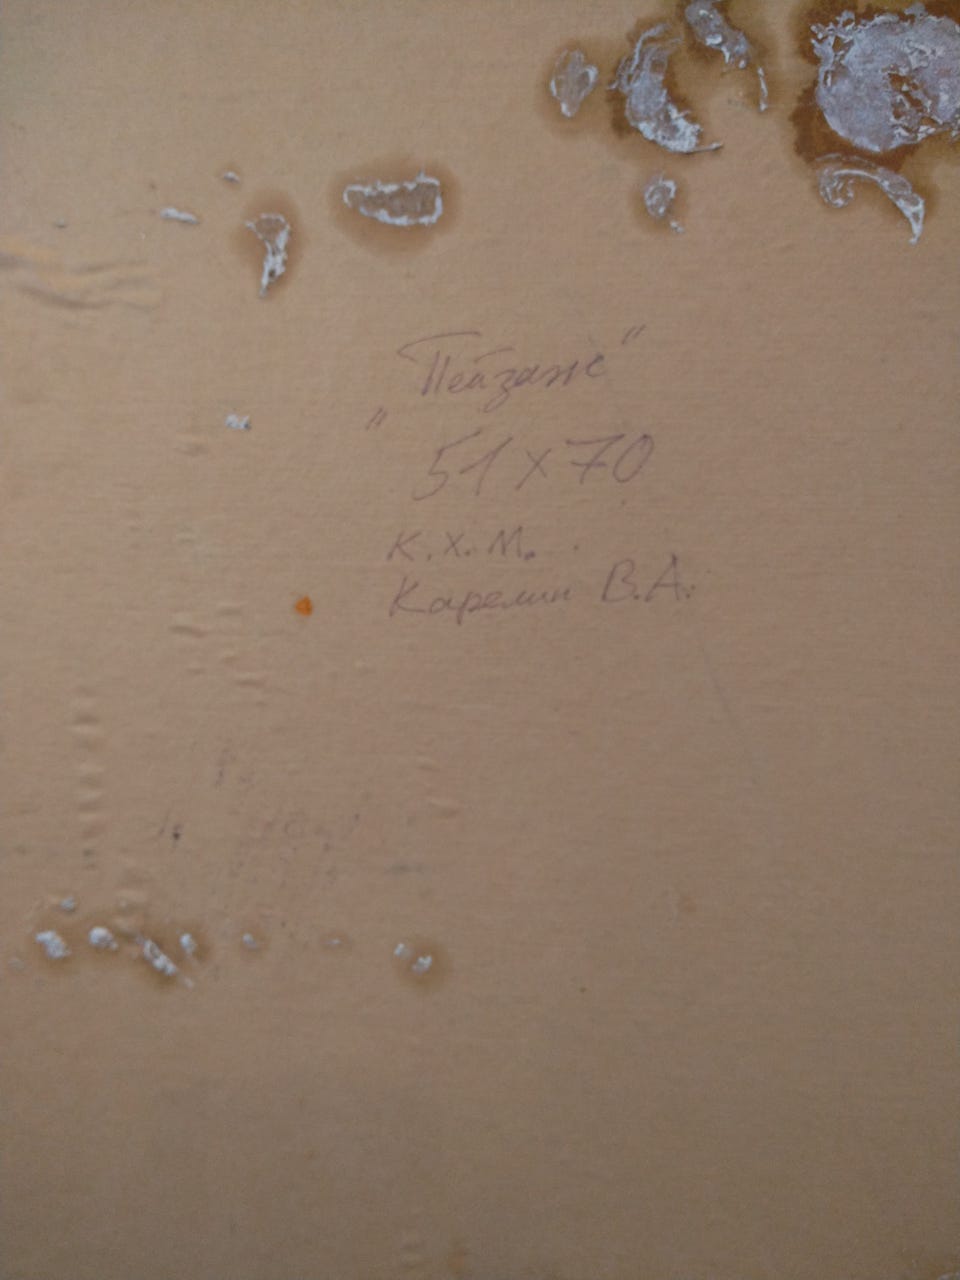 „Пейзаж"
51 х 70
К.Х.М.
Карелин В.А.